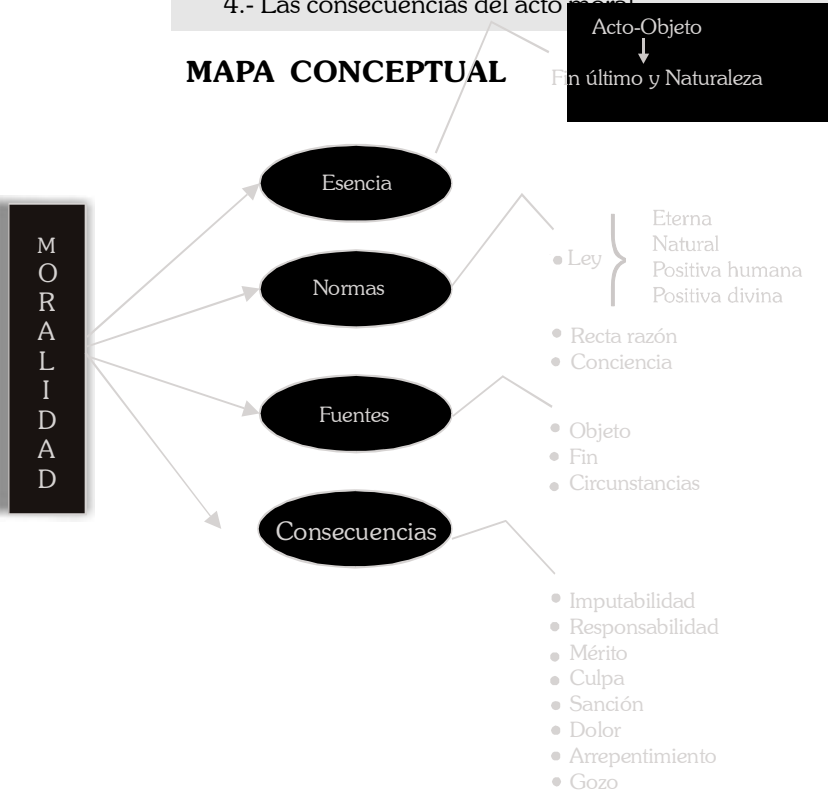 4.- Las consecuencias del acto moral
MAPA CONCEPTUAL
Acto-Objeto
Fin último y Naturaleza
MORALIDAD
Esencia
Normas
Ley
Eterna
Natural
Positiva humana
Positiva divina
Recta razón
Conciencia
Fuentes
Objeto
Fin
Circunstancias
Consecuencias
Imputabilidad
Responsabilidad
Mérito
Culpa
Sanción
Dolor
Arrepentimiento
Gozo